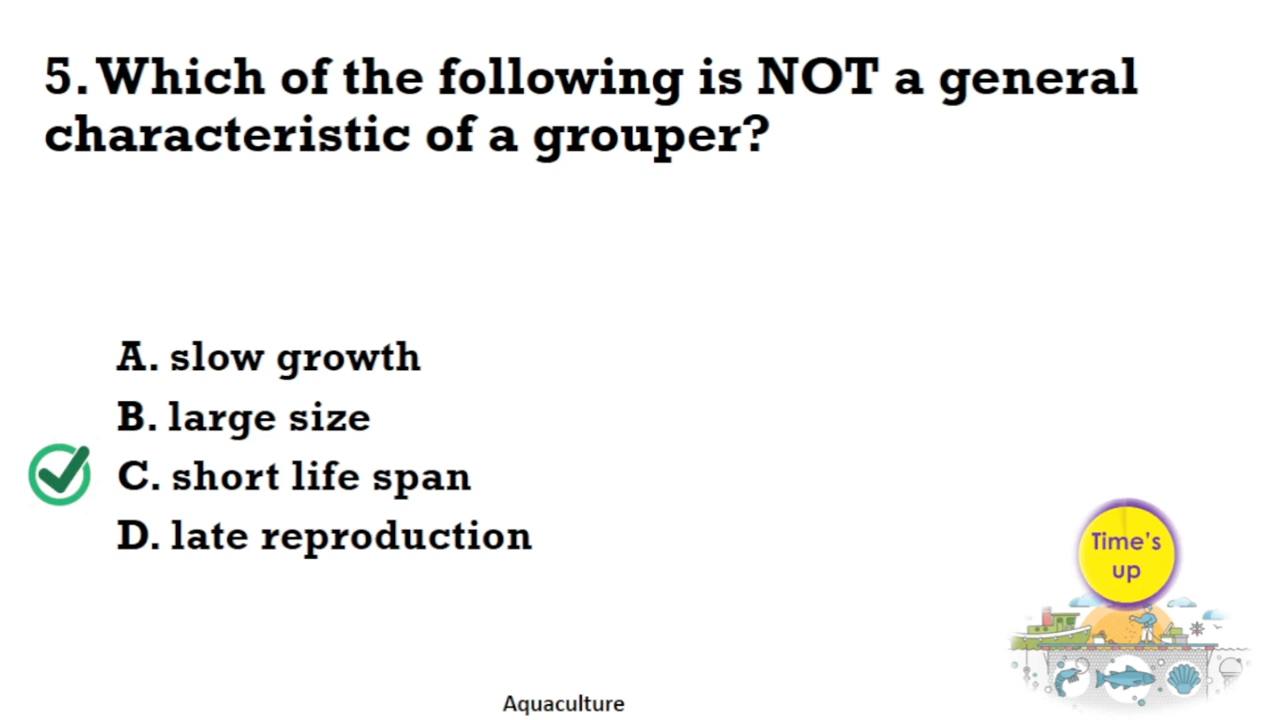 5. Which of the following is NOT a general
characteristic of a grouper?
A. slow growth
B. large size
C. short life span
D. late reproduction
Time's
up
Aquaculture